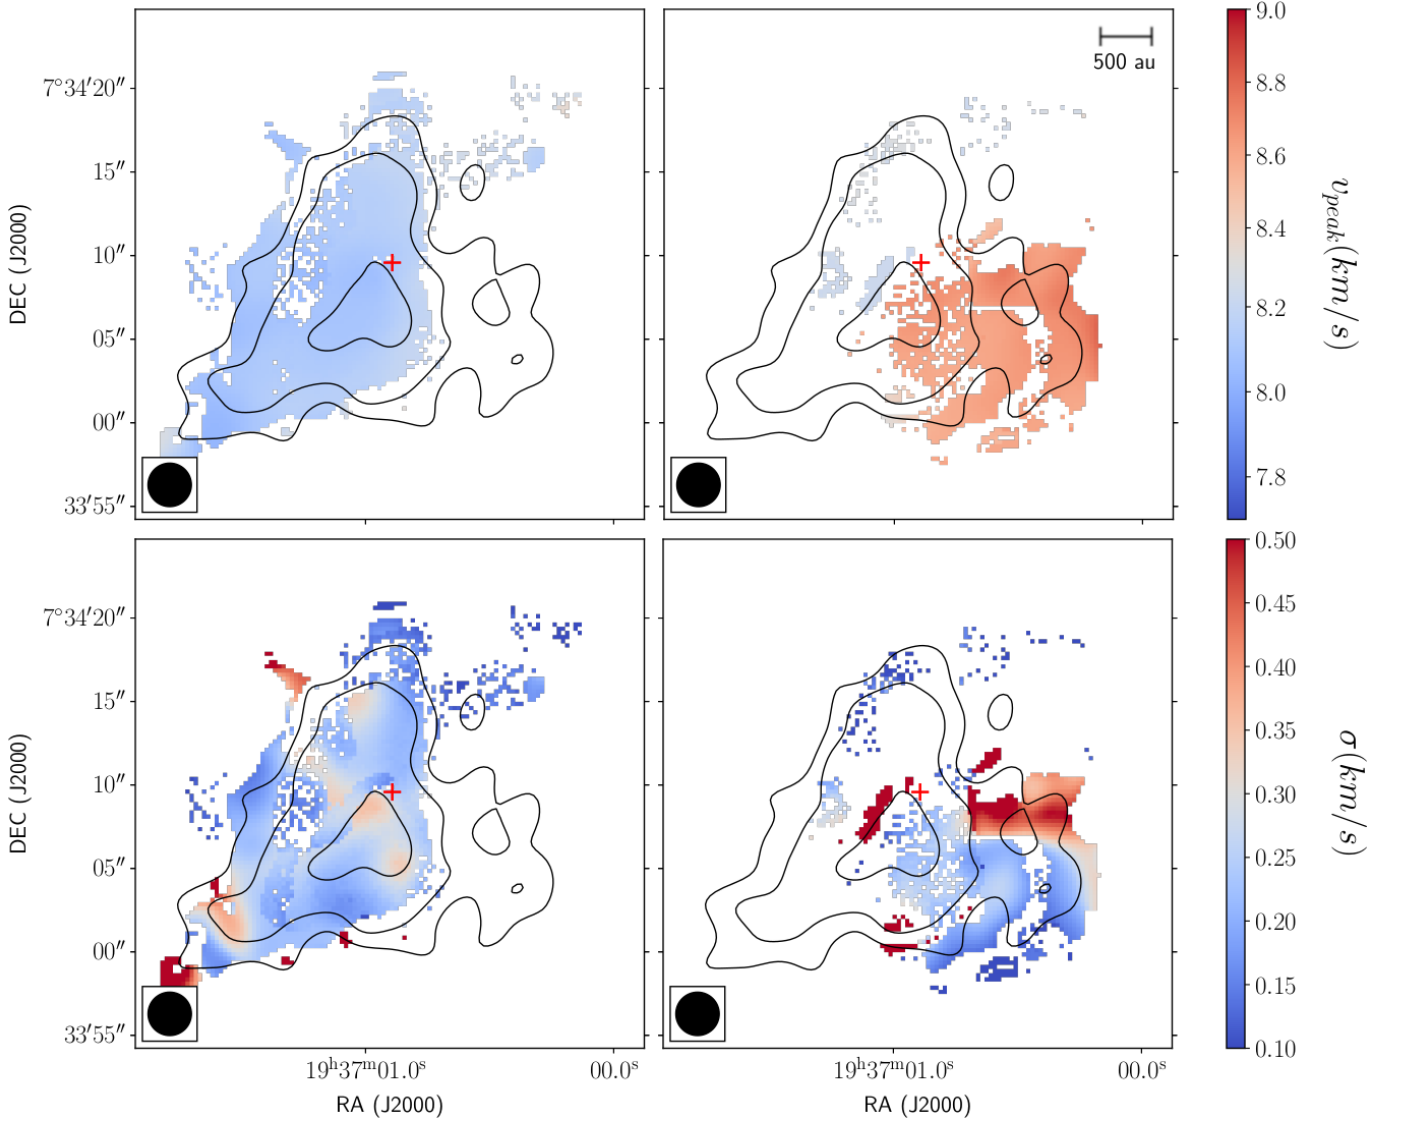 500 au
DEC (J2000)
7°34′20″
15″
10″
05″
00″
33′55″
9.0
8.8
8.6
8.4
8.2
8.0
7.8
v_peak(km/s)
DEC (J2000)
7°34′20″
15″
10″
05″
00″
33′55″
19ʰ37ᵐ01.0ˢ
00.0ˢ
19ʰ37ᵐ01.0ˢ
00.0ˢ
RA (J2000)
RA (J2000)
0.50
0.45
0.40
0.35
0.30
0.25
0.20
0.15
0.10
σ(km/s)